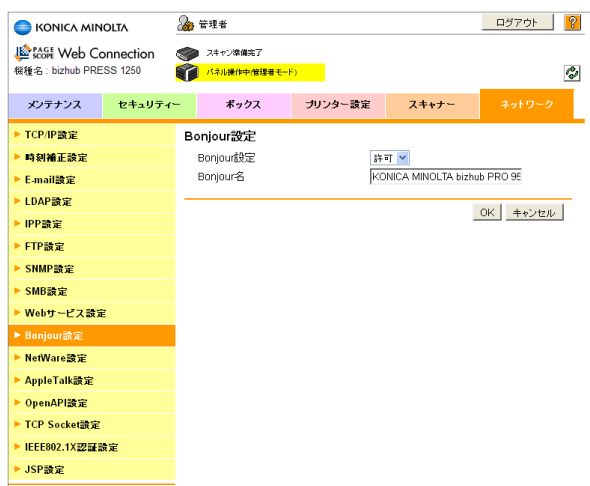 KONICA MINOLTA
管理者
ログアウト
?
PAGE SCOPE Web Connection
スキャン準備完了
機種名 : bizhub PRESS 1250
パネル操作中(管理者モード)
メンテナンス
セキュリティー
ボックス
プリンター設定
スキャナー
ネットワーク
TCP/IP設定
時刻補正設定
E-mail設定
LDAP設定
IPP設定
FTP設定
SNMP設定
SMB設定
Webサービス設定
Bonjour設定
NetWare設定
AppleTalk設定
OpenAPI設定
TCP Socket設定
IEEE802.1X認証設定
JSP設定
Bonjour設定
Bonjour設定 許可
Bonjour名 KONICA MINOLTA bizhub PRO 95
OK キャンセル